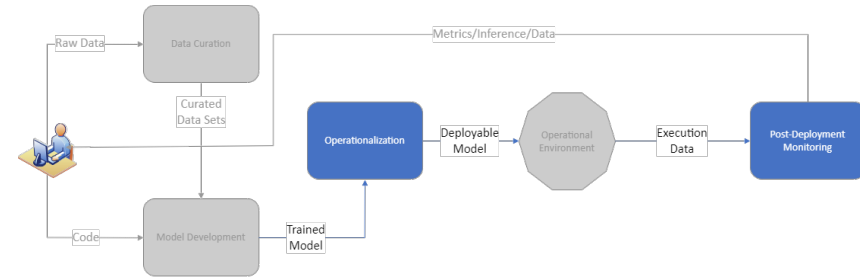 Metrics/Inference/Data
Raw Data
Data Curation
Curated
Data Sets
Operationalization
Deployable
Model
Operational
Environment
Execution
Data
Post-Deployment
Monitoring
Code
Model Development
Trained
Model